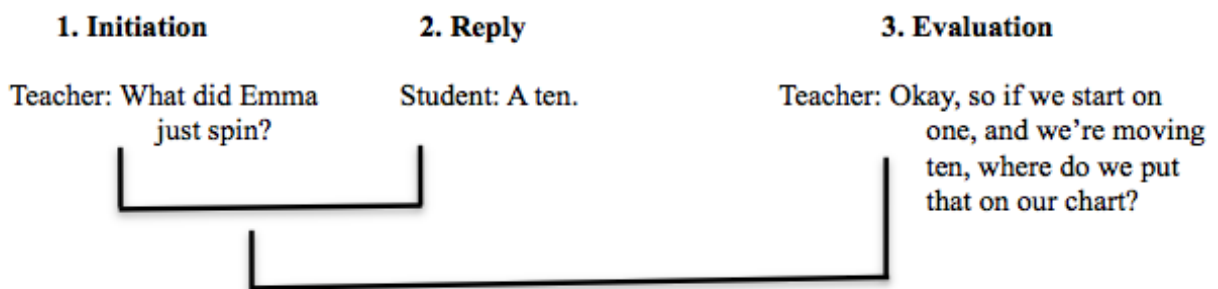 1. Initiation
2. Reply
3. Evaluation
Teacher: What did Emma
just spin?
Student: A ten.
Teacher: Okay, so if we start on
one, and we’re moving
ten, where do we put
that on our chart?